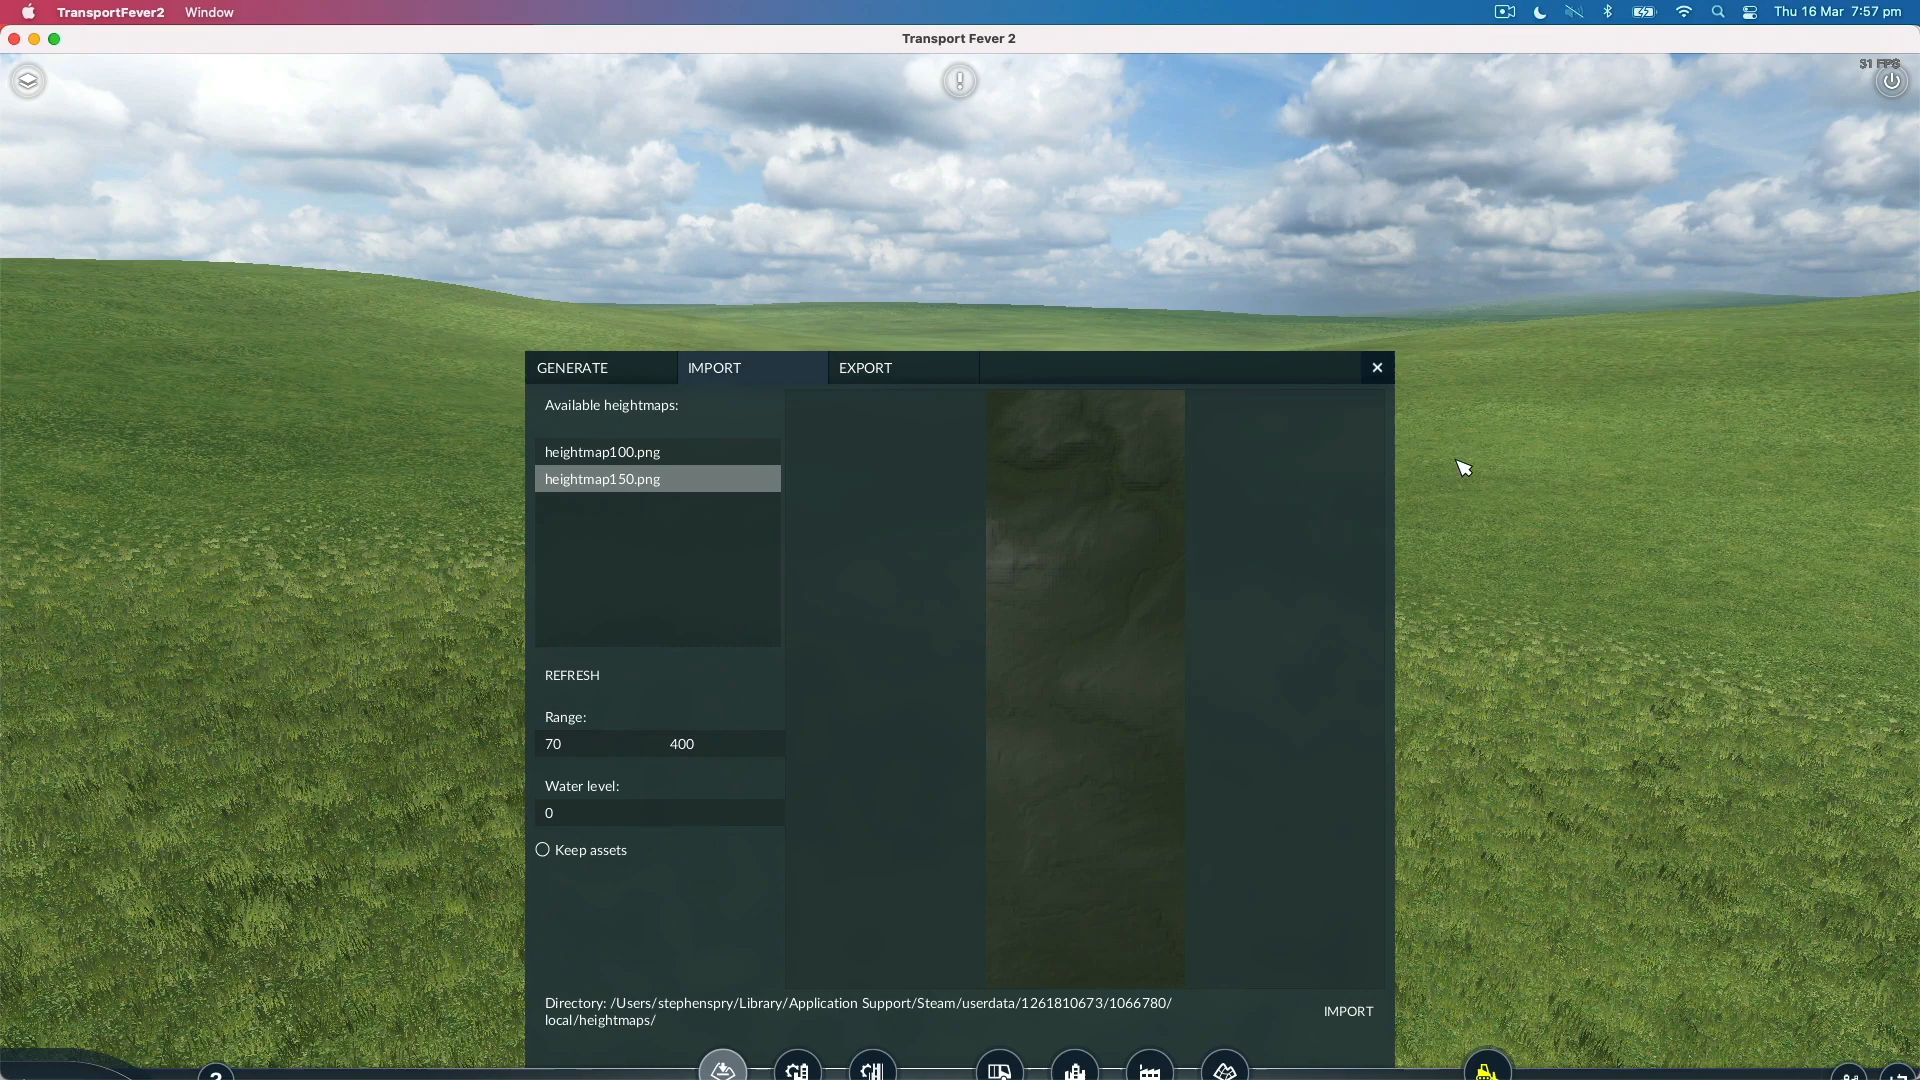 TransportFever2 Window
Thu 16 Mar 7:57 pm
Transport Fever 2
31 FPS
GENERATE
IMPORT
EXPORT
Available heightmaps:
heightmap100.png
heightmap150.png
REFRESH
Range:
70 400
Water level:
0
Keep assets
Directory: /Users/stephenspry/Library/Application Support/Steam/userdata/1261810673/1066780/
local/heightmaps/
IMPORT
?